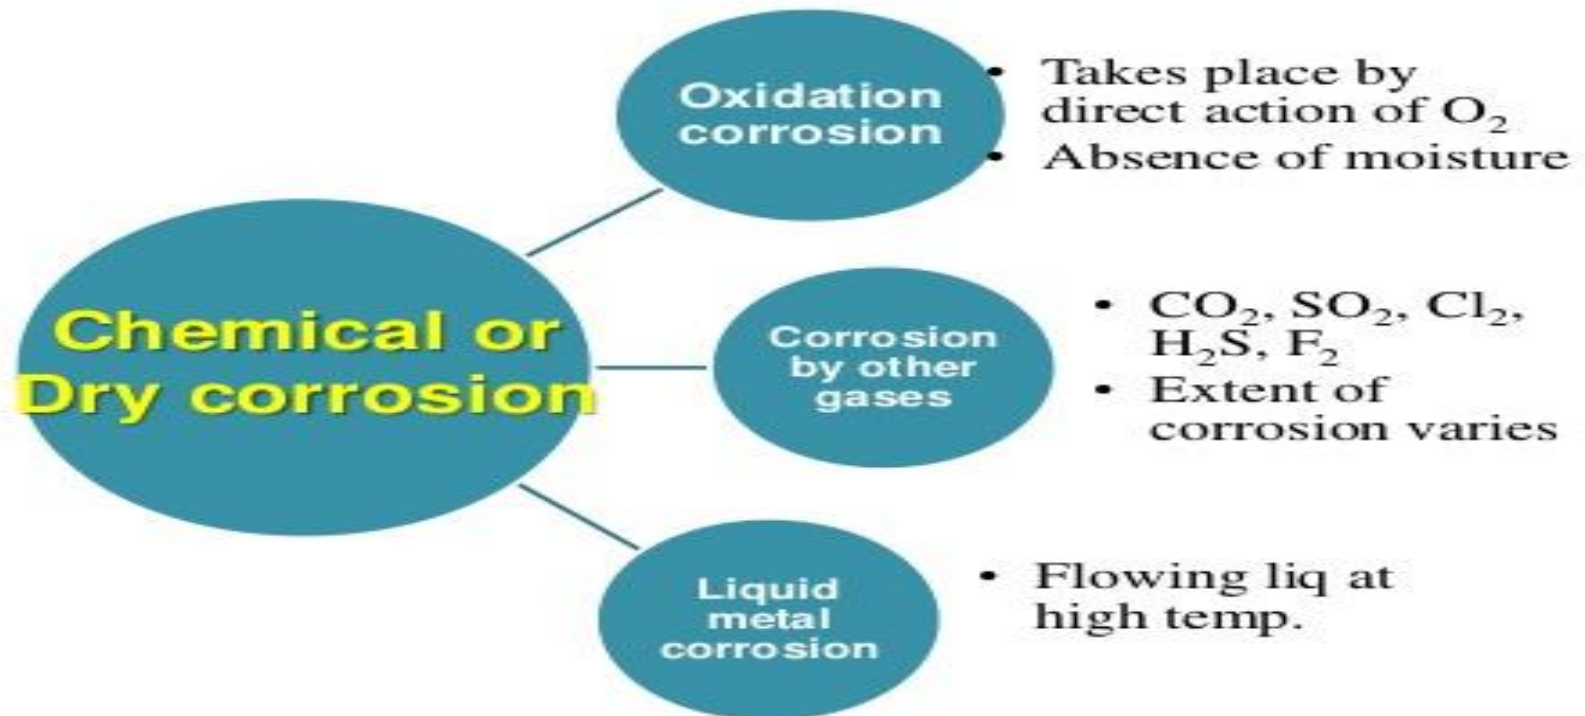 Chemical or
Dry corrosion
Oxidation
corrosion
• Takes place by
direct action of O₂
• Absence of moisture
Corrosion
by other
gases
• CO₂, SO₂, Cl₂,
H₂S, F₂
• Extent of
corrosion varies
Liquid
metal
corrosion
• Flowing liq at
high temp.